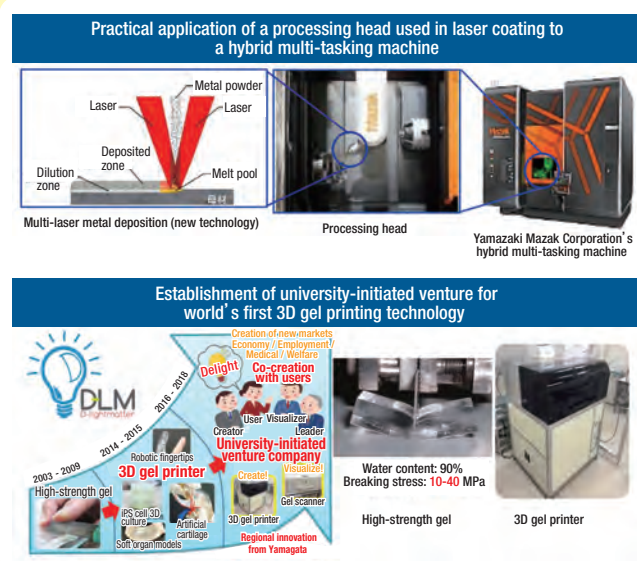 Practical application of a processing head used in laser coating to
a hybrid multi-tasking machine
Metal powder
Laser
Laser
Deposited
zone
Dilution
zone
Melt pool
母材
Multi-laser metal deposition (new technology)
Mazak
Processing head
Mazak
Yamazaki Mazak Corporation's
hybrid multi-tasking machine
Establishment of university-initiated venture for
world's first 3D gel printing technology
DLM
D-lightmatter
2003 - 2009
2014 - 2015
2016 - 2018
Creation of new markets
Economy / Employment /
Medical / Welfare
Delight
Co-creation
with users
User
Visualizer
Creator
Leader
University-initiated
venture company
Robotic fingertips
3D gel printer
High-strength gel
iPS cell 3D
culture
Soft organ models
Artificial
cartilage
Create!
Visualize!
Gel scanner
3D gel printer
Regional innovation
from Yamagata
Water content: 90%
Breaking stress: 10-40 MPa
High-strength gel
3D gel printer